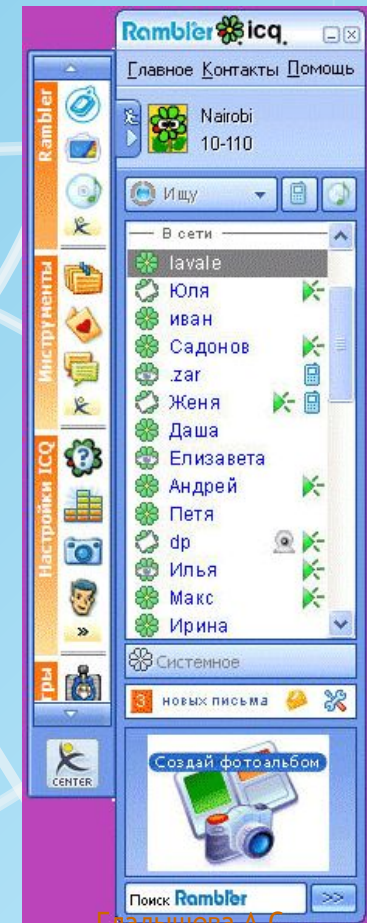 Rambler icq
Главное Контакты Помощь
Nairobi
10-110
Ищу
В сети
lavale
Юля
иван
Садонов
.zar
Женя
Даша
Елизавета
Андрей
Петя
dp
Илья
Макс
Ирина
Системное
3 новых письма
Создай фотоальбом
Поиск Rambler >>
Rambler
Инструменты
Настройки ICQ
»
гры
CENTER